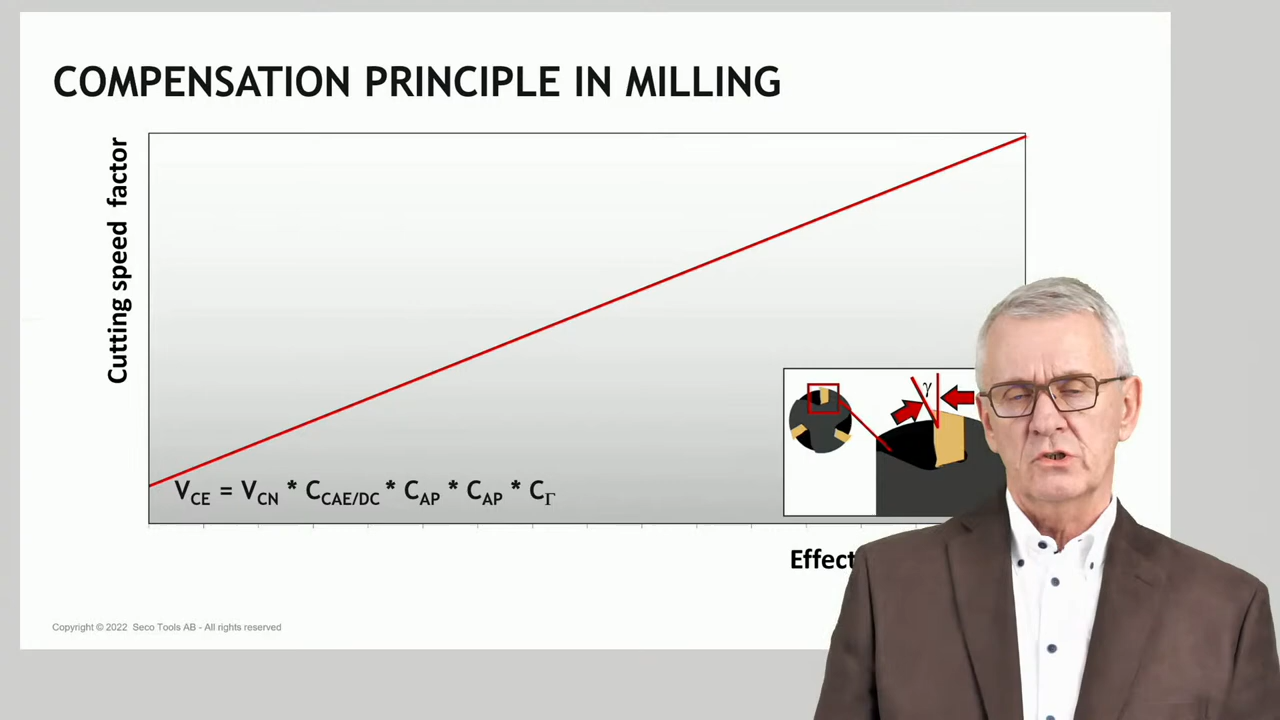 COMPENSATION PRINCIPLE IN MILLING
Cutting speed factor
γ
V_CE = V_CN * C_CAE/DC * C_AP * C_AP * C_Γ
Effect
Copyright © 2022 Seco Tools AB - All rights reserved